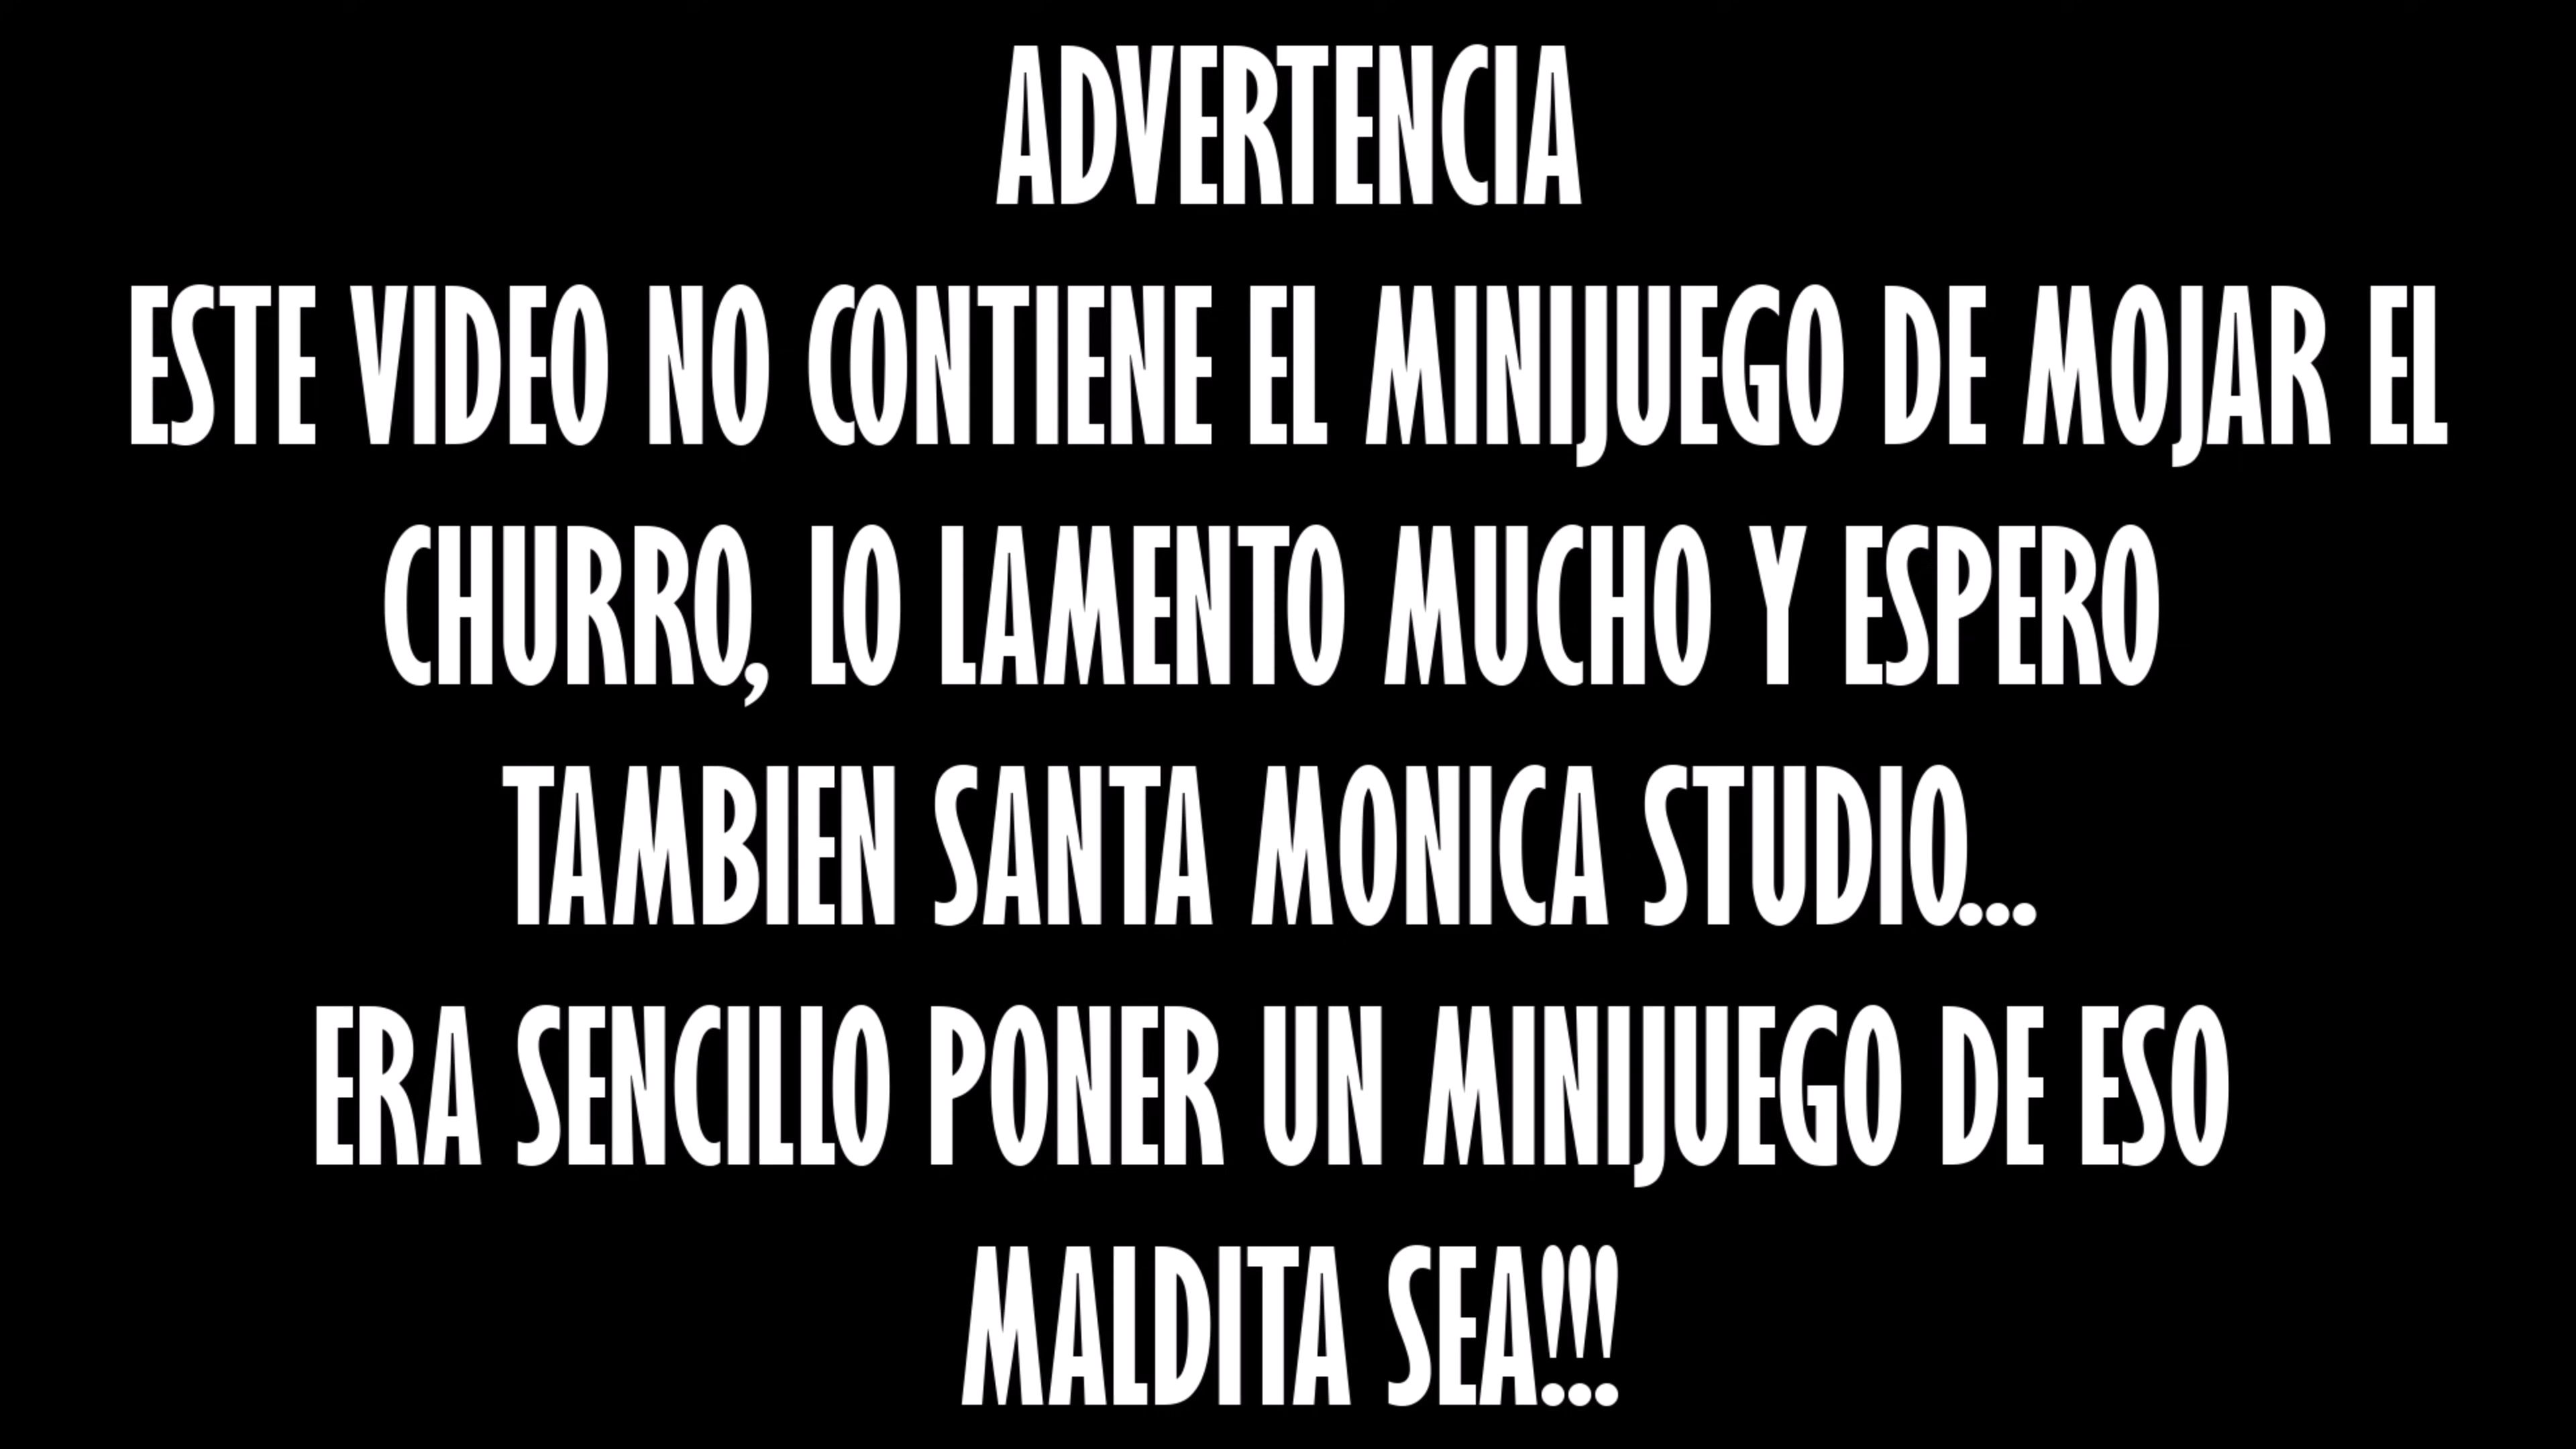 ADVERTENCIA
ESTE VIDEO NO CONTIENE EL MINIJUEGO DE MOJAR EL
CHURRO, LO LAMENTO MUCHO Y ESPERO
TAMBIEN SANTA MONICA STUDIO...
ERA SENCILLO PONER UN MINIJUEGO DE ESO
MALDITA SEA!!!